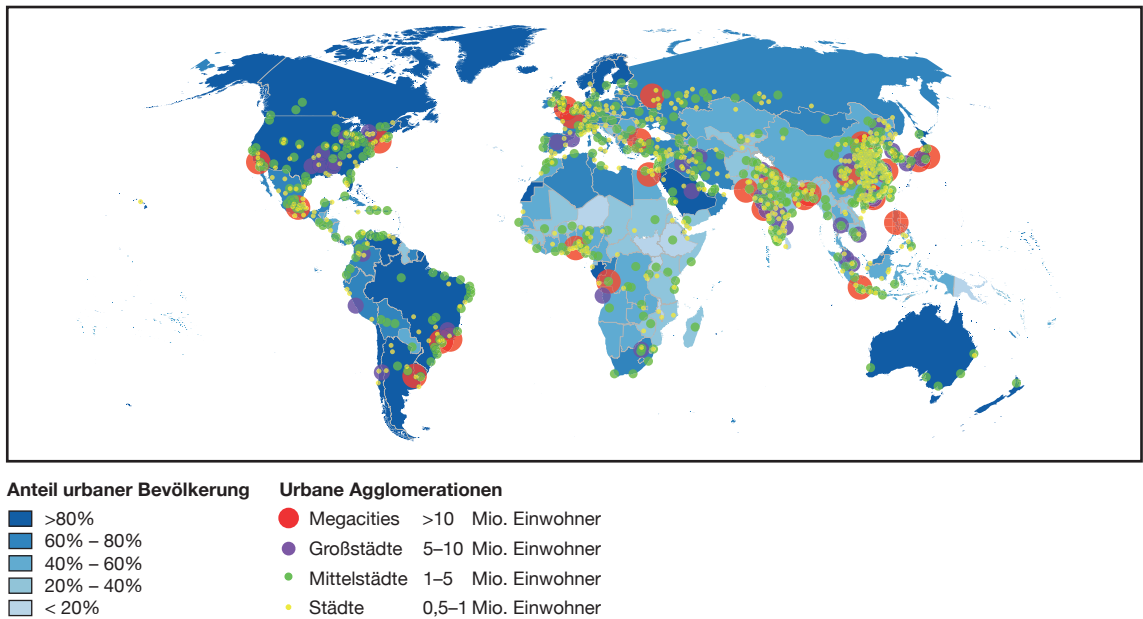 Anteil urbaner Bevölkerung
>80%
60% – 80%
40% – 60%
20% – 40%
< 20%
Urbane Agglomerationen
Megacities >10 Mio. Einwohner
Großstädte 5–10 Mio. Einwohner
Mittelstädte 1–5 Mio. Einwohner
Städte 0,5–1 Mio. Einwohner